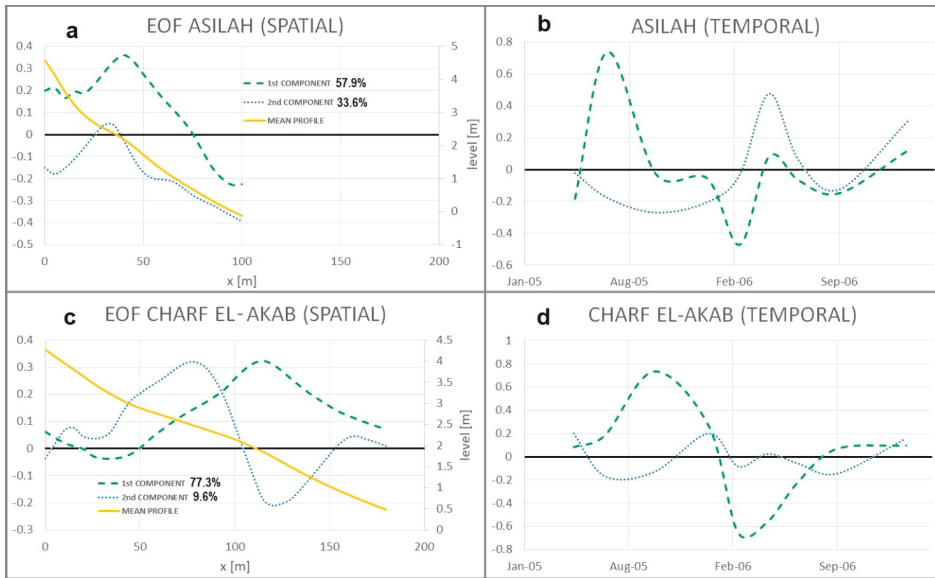 a
EOF ASILAH (SPATIAL)
0.4
0.3
0.2
0.1
0
-0.1
-0.2
-0.3
-0.4
-0.5
5
4
3
2
1
0
-1
level [m]
1st COMPONENT 57.9%
2nd COMPONENT 33.6%
MEAN PROFILE
0 50 100 150 200
x [m]
b
ASILAH (TEMPORAL)
0.8
0.6
0.4
0.2
0
-0.2
-0.4
-0.6
Jan-05 Aug-05 Feb-06 Sep-06
c
EOF CHARF EL-AKAB (SPATIAL)
0.4
0.3
0.2
0.1
0
-0.1
-0.2
-0.3
4.5
4
3.5
3
2.5
2
1.5
1
0.5
0
level [m]
1st COMPONENT 77.3%
2nd COMPONENT 9.6%
MEAN PROFILE
0 50 100 150 200
x [m]
d
CHARF EL-AKAB (TEMPORAL)
1
0.8
0.6
0.4
0.2
0
-0.2
-0.4
-0.6
-0.8
Jan-05 Aug-05 Feb-06 Sep-06